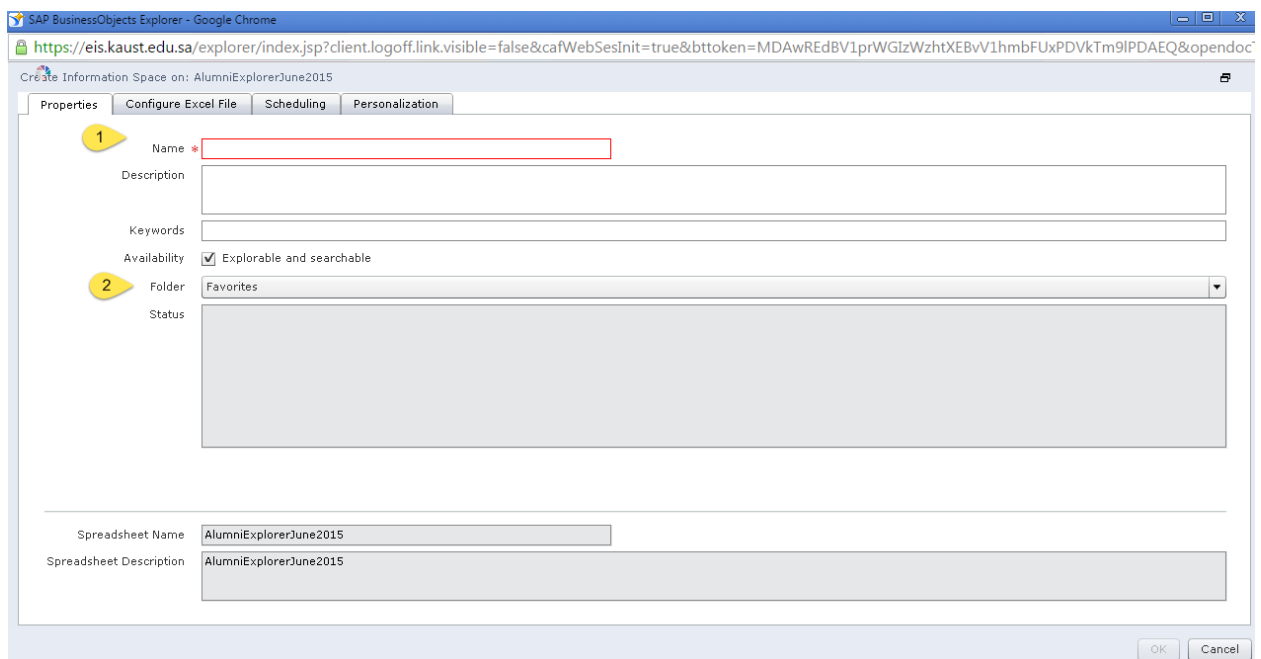 SAP BusinessObjects Explorer - Google Chrome
https://eis.kaust.edu.sa/explorer/index.jsp?client.logoff.link.visible=false&cafWebSesInit=true&bttoken=MDAwREdBV1prWGIzWzhtXEBvV1hmbFUxPDVkTm9lPDAEQ&opendoc
Create Information Space on: AlumniExplorerJune2015
Properties Configure Excel File Scheduling Personalization
1
Name *
Description
Keywords
Availability Explorable and searchable
2 Folder Favorites
Status
Spreadsheet Name AlumniExplorerJune2015
Spreadsheet Description AlumniExplorerJune2015
OK Cancel